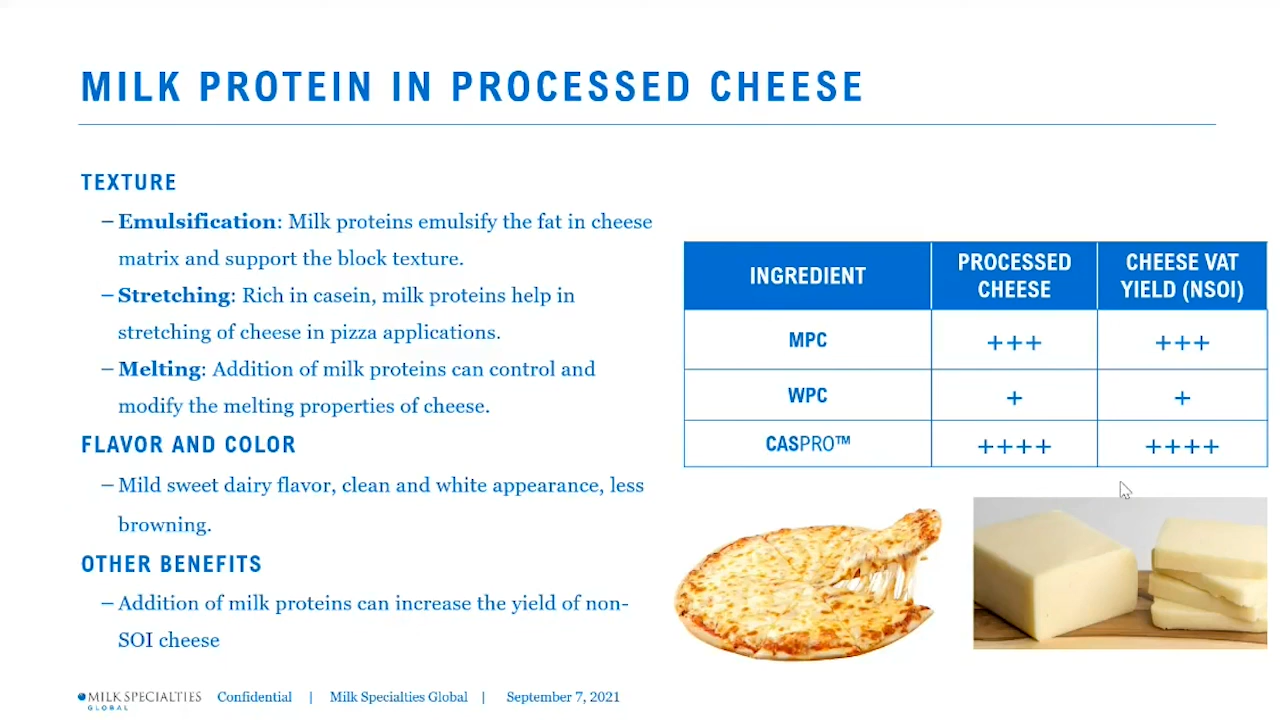 MILK PROTEIN IN PROCESSED CHEESE
TEXTURE
– Emulsification: Milk proteins emulsify the fat in cheese
matrix and support the block texture.
– Stretching: Rich in casein, milk proteins help in
stretching of cheese in pizza applications.
– Melting: Addition of milk proteins can control and
modify the melting properties of cheese.
FLAVOR AND COLOR
– Mild sweet dairy flavor, clean and white appearance, less
browning.
OTHER BENEFITS
– Addition of milk proteins can increase the yield of non-
SOI cheese
INGREDIENT PROCESSED CHEESE CHEESE VAT YIELD (NSOI)
MPC +++ +++
WPC + +
CASPRO™ ++++ ++++
MILK SPECIALTIES
GLOBAL
Confidential | Milk Specialties Global | September 7, 2021